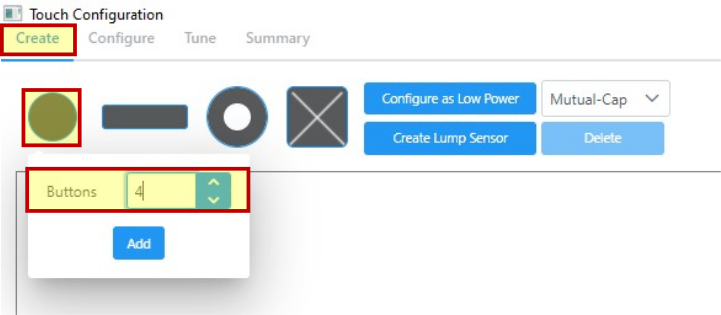 Touch Configuration
Create Configure Tune Summary
Configure as Low Power Mutual-Cap
Create Lump Sensor Delete
Buttons 4
Add